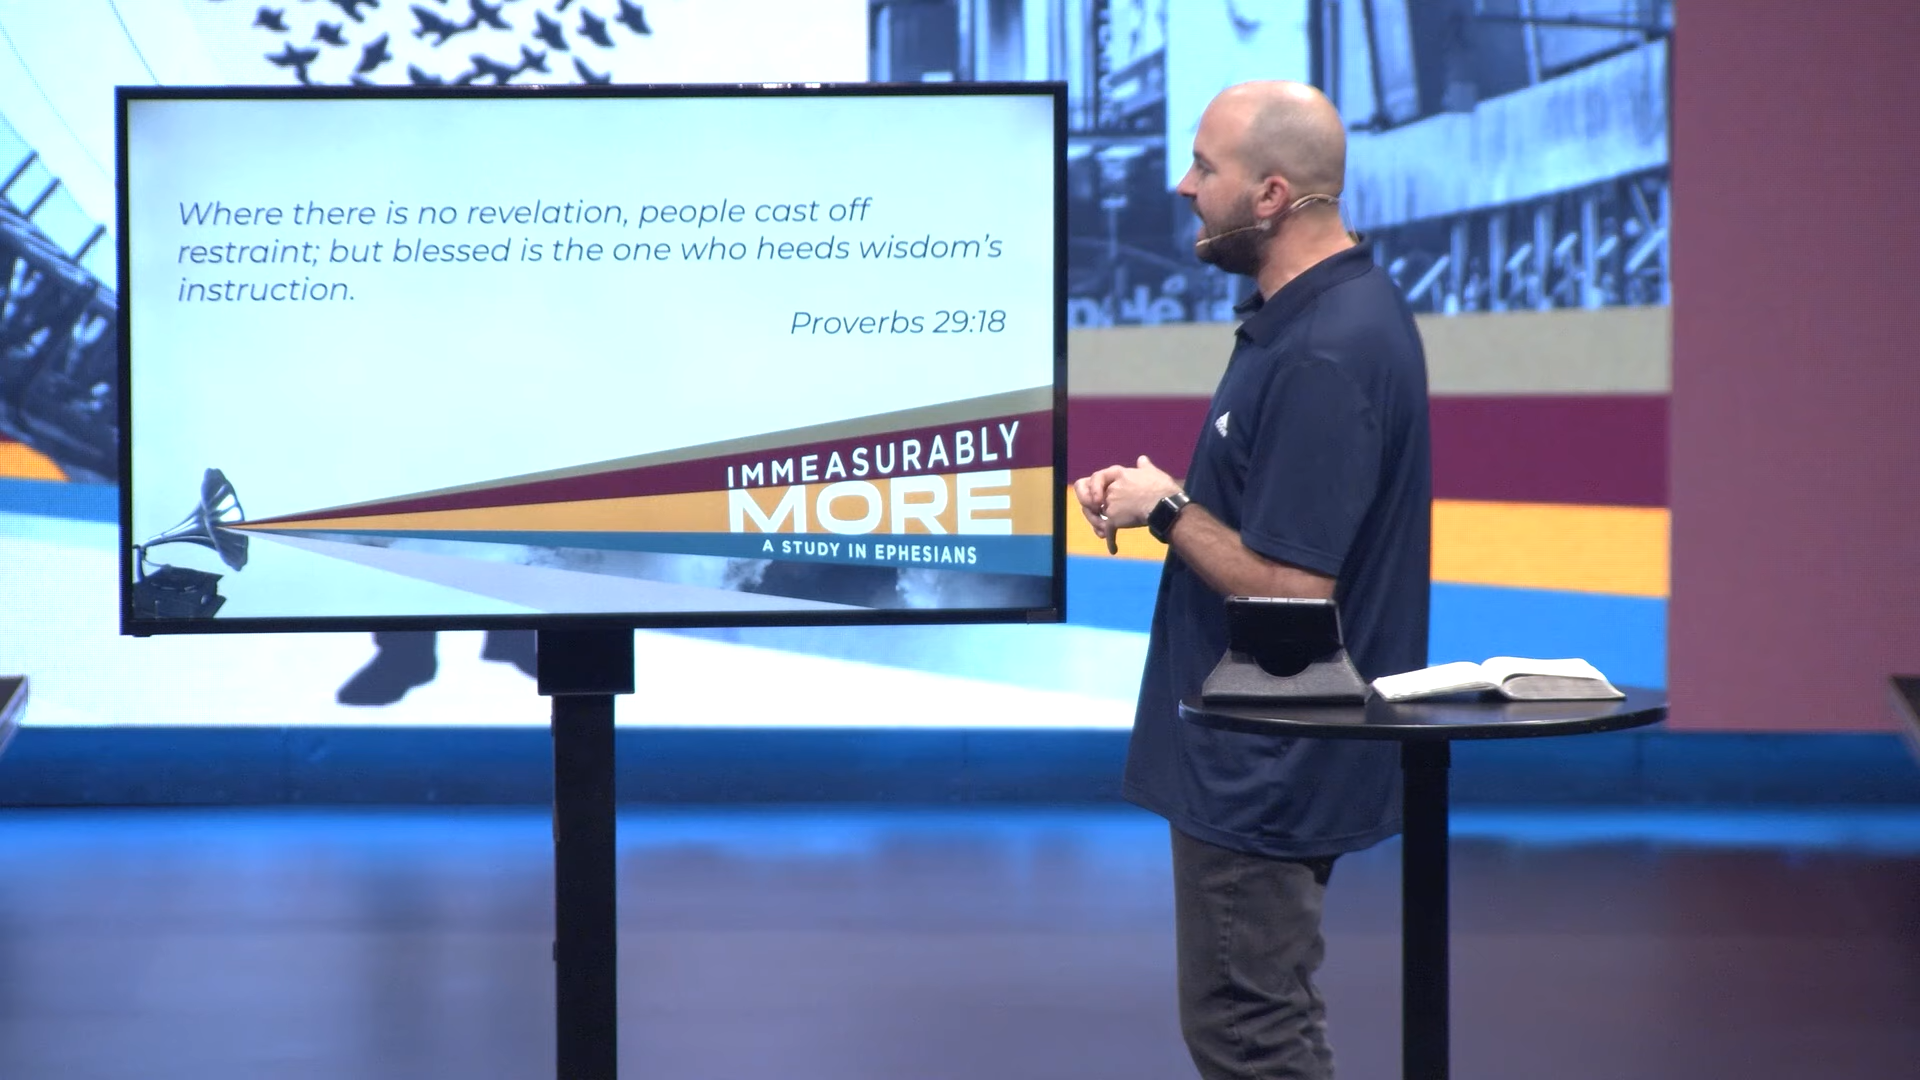 Where there is no revelation, people cast off
restraint; but blessed is the one who heeds wisdom’s
instruction.
Proverbs 29:18
IMMEASURABLY
MORE
A STUDY IN EPHESIANS